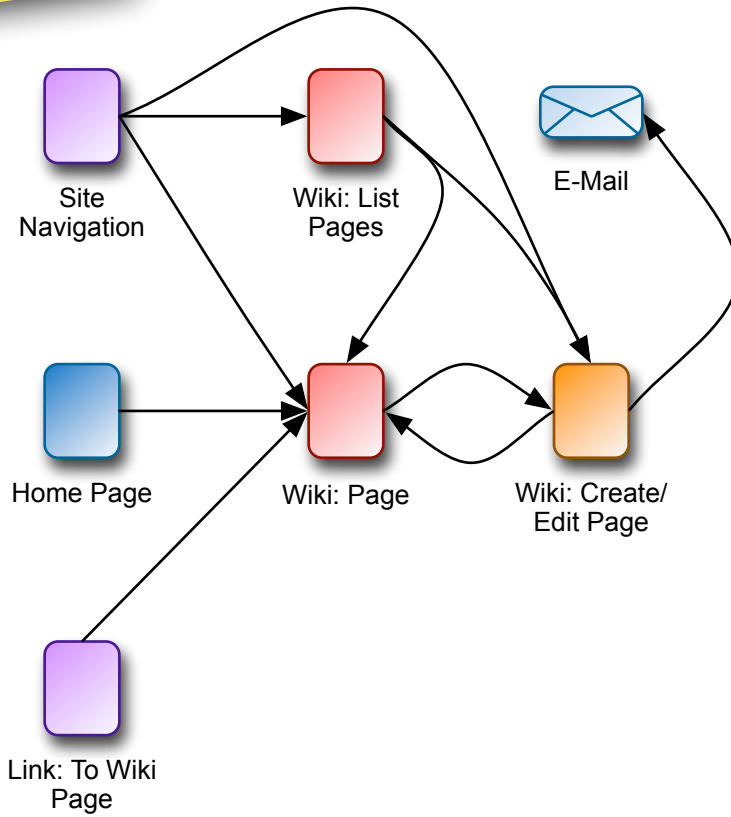 Site
Navigation
Wiki: List
Pages
E-Mail
Home Page
Wiki: Page
Wiki: Create/
Edit Page
Link: To Wiki
Page